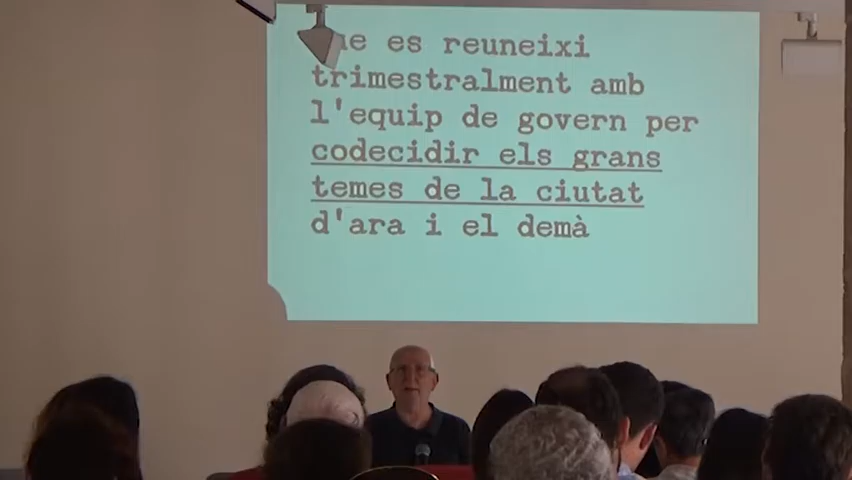 es reuneixi
trimestralment amb
l'equip de govern per
codecidir els grans
temes de la ciutat
d'ara i el demà